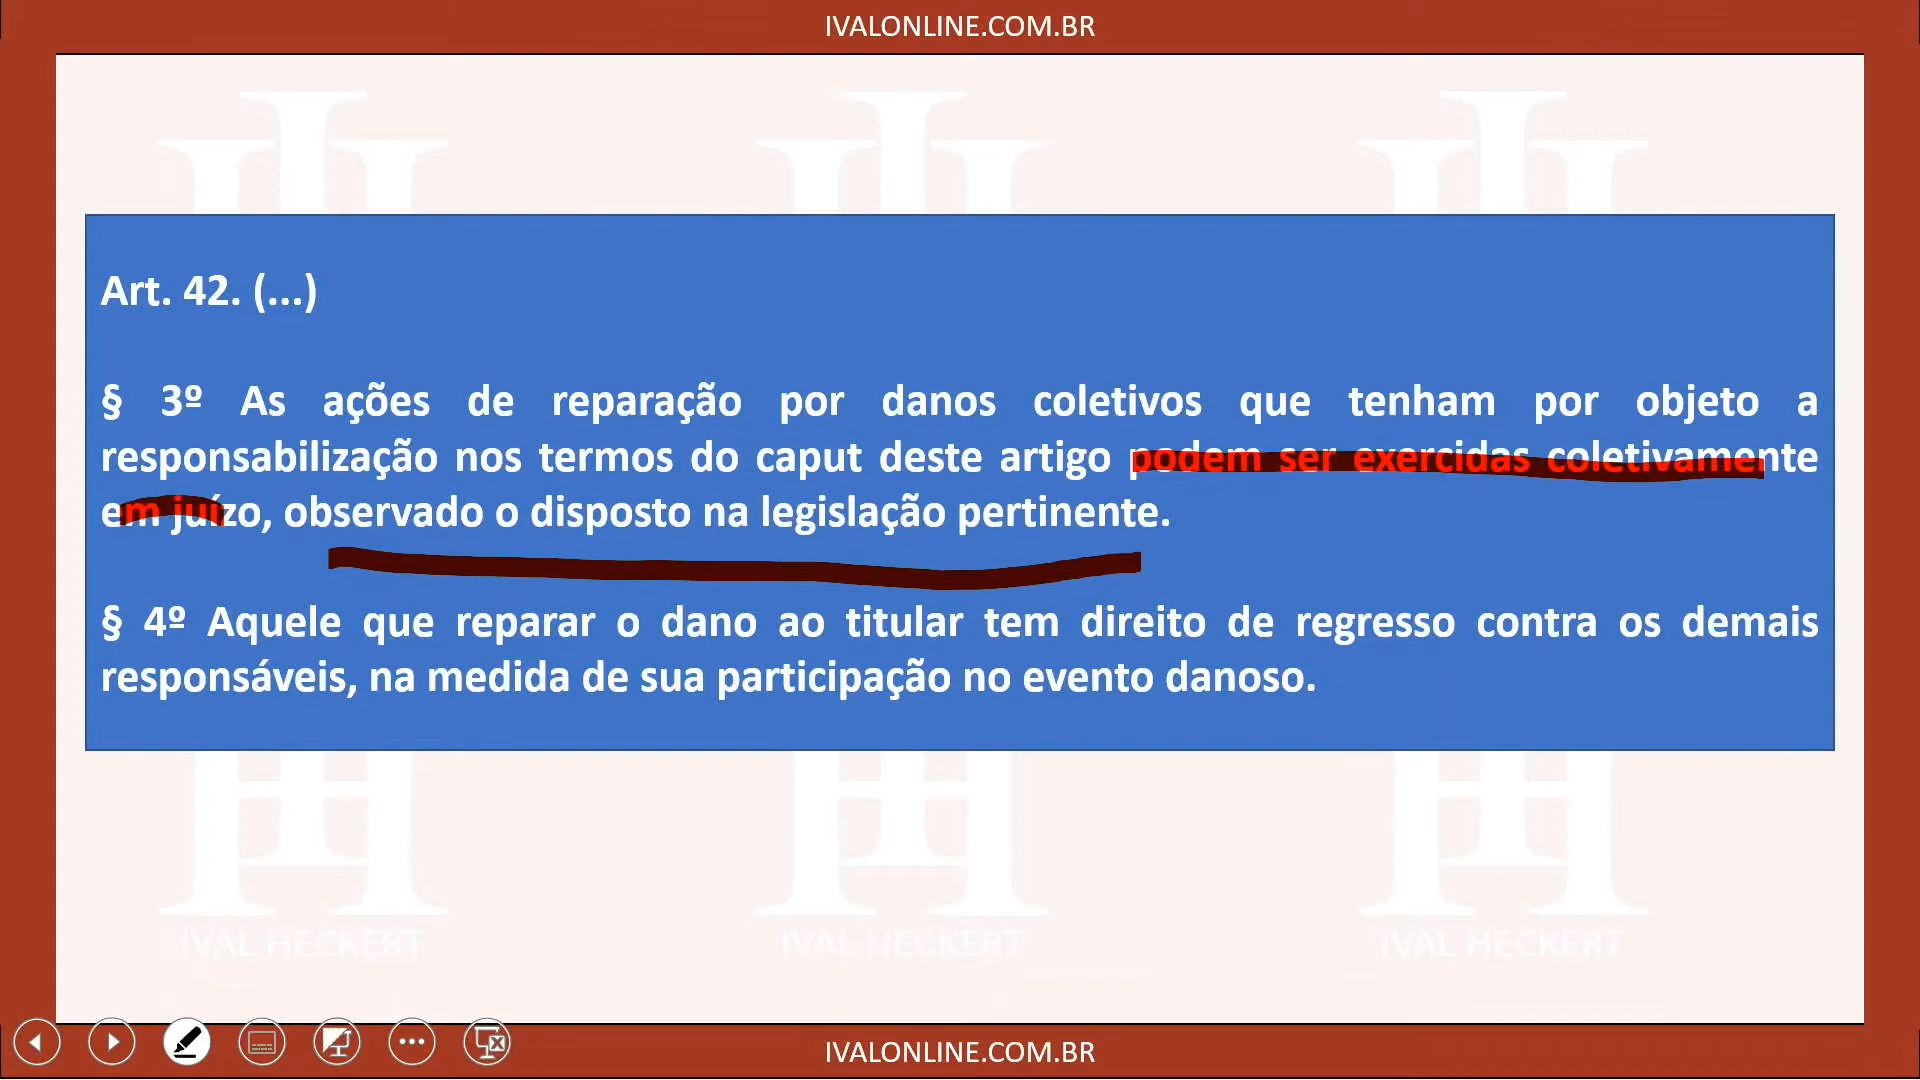 IVALONLINE.COM.BR
Art. 42. (...)
§ 3º As ações de reparação por danos coletivos que tenham por objeto a
responsabilização nos termos do caput deste artigo podem ser exercidas coletivamente
em juízo, observado o disposto na legislação pertinente.
§ 4º Aquele que reparar o dano ao titular tem direito de regresso contra os demais
responsáveis, na medida de sua participação no evento danoso.
IVAL HECKERT IVAL HECKERT IVAL HECKERT
IVALONLINE.COM.BR